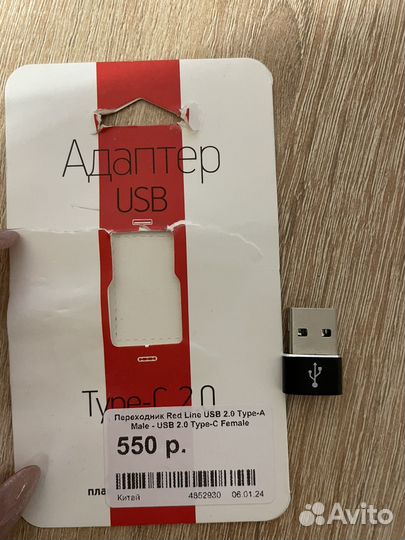 Адаптер
USB
Type-C 2.0
Переходник Red Line USB 2.0 Type-A
Male - USB 2.0 Type-C Female
550 р.
Китай 4852930 06.01.24
пла
Avito